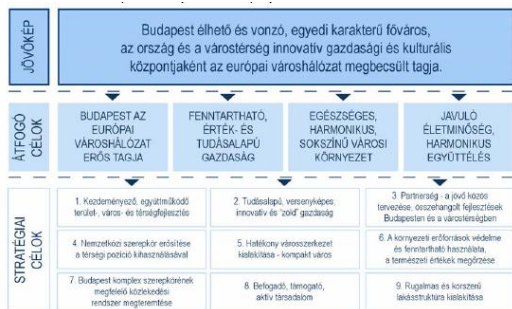 JÖVŐKÉP
Budapest élhető és vonzó, egyedi karakterű főváros,
az ország és a várostérség innovatív gazdasági és kulturális
központjaként az európai városhálózat megbecsült tagja.
ÁTFOGÓ
CÉLOK
BUDAPEST AZ
EURÓPAI
VÁROSHÁLÓZAT
ERŐS TAGJA
FENNTARTHATÓ,
ÉRTÉK- ÉS
TUDÁSALAPÚ
GAZDASÁG
EGÉSZSÉGES,
HARMONIKUS,
SOKSZÍNŰ VÁROSI
KÖRNYEZET
JAVULÓ
ÉLETMINŐSÉG,
HARMONIKUS
EGYÜTTÉLÉS
STRATÉGIAI
CÉLOK
1. Kezdeményező, együttműködő
terület-, város- és térségfejlesztés
2. Tudásalapú, versenyképes,
innovatív és "zöld" gazdaság
3. Partnerség - a jövő közös
tervezése, összehangolt fejlesztések
Budapesten és a várostérségben
4. Nemzetközi szerepkör erősítése
a térségi pozíció kihasználásával
5. Hatékony városszerkezet
kialakítása - kompakt város
6. A környezeti erőforrások védelme
és fenntartható használata,
a természeti értékek megőrzése
7. Budapest komplex szerepkörének
megfelelő közlekedési
rendszer megteremtése
8. Befogadó, támogató,
aktív társadalom
9. Rugalmas és korszerű
lakásstruktúra kialakítása